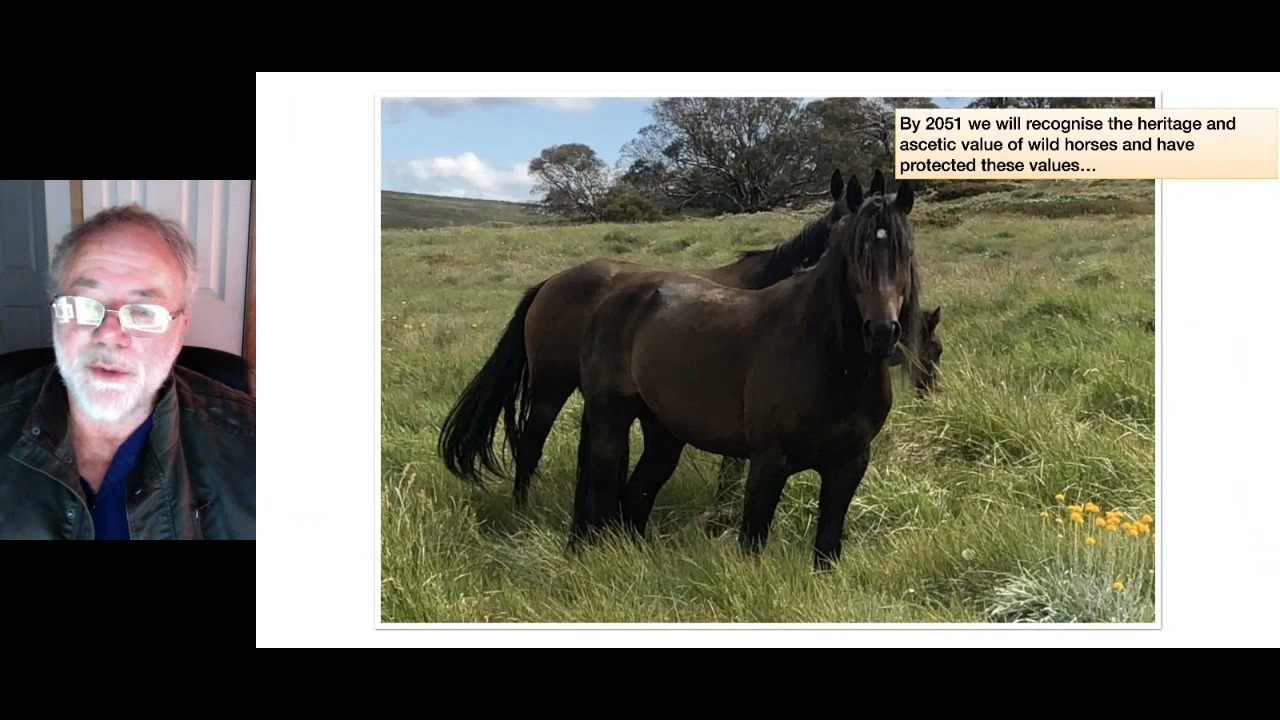 By 2051 we will recognise the heritage and
ascetic value of wild horses and have
protected these values…